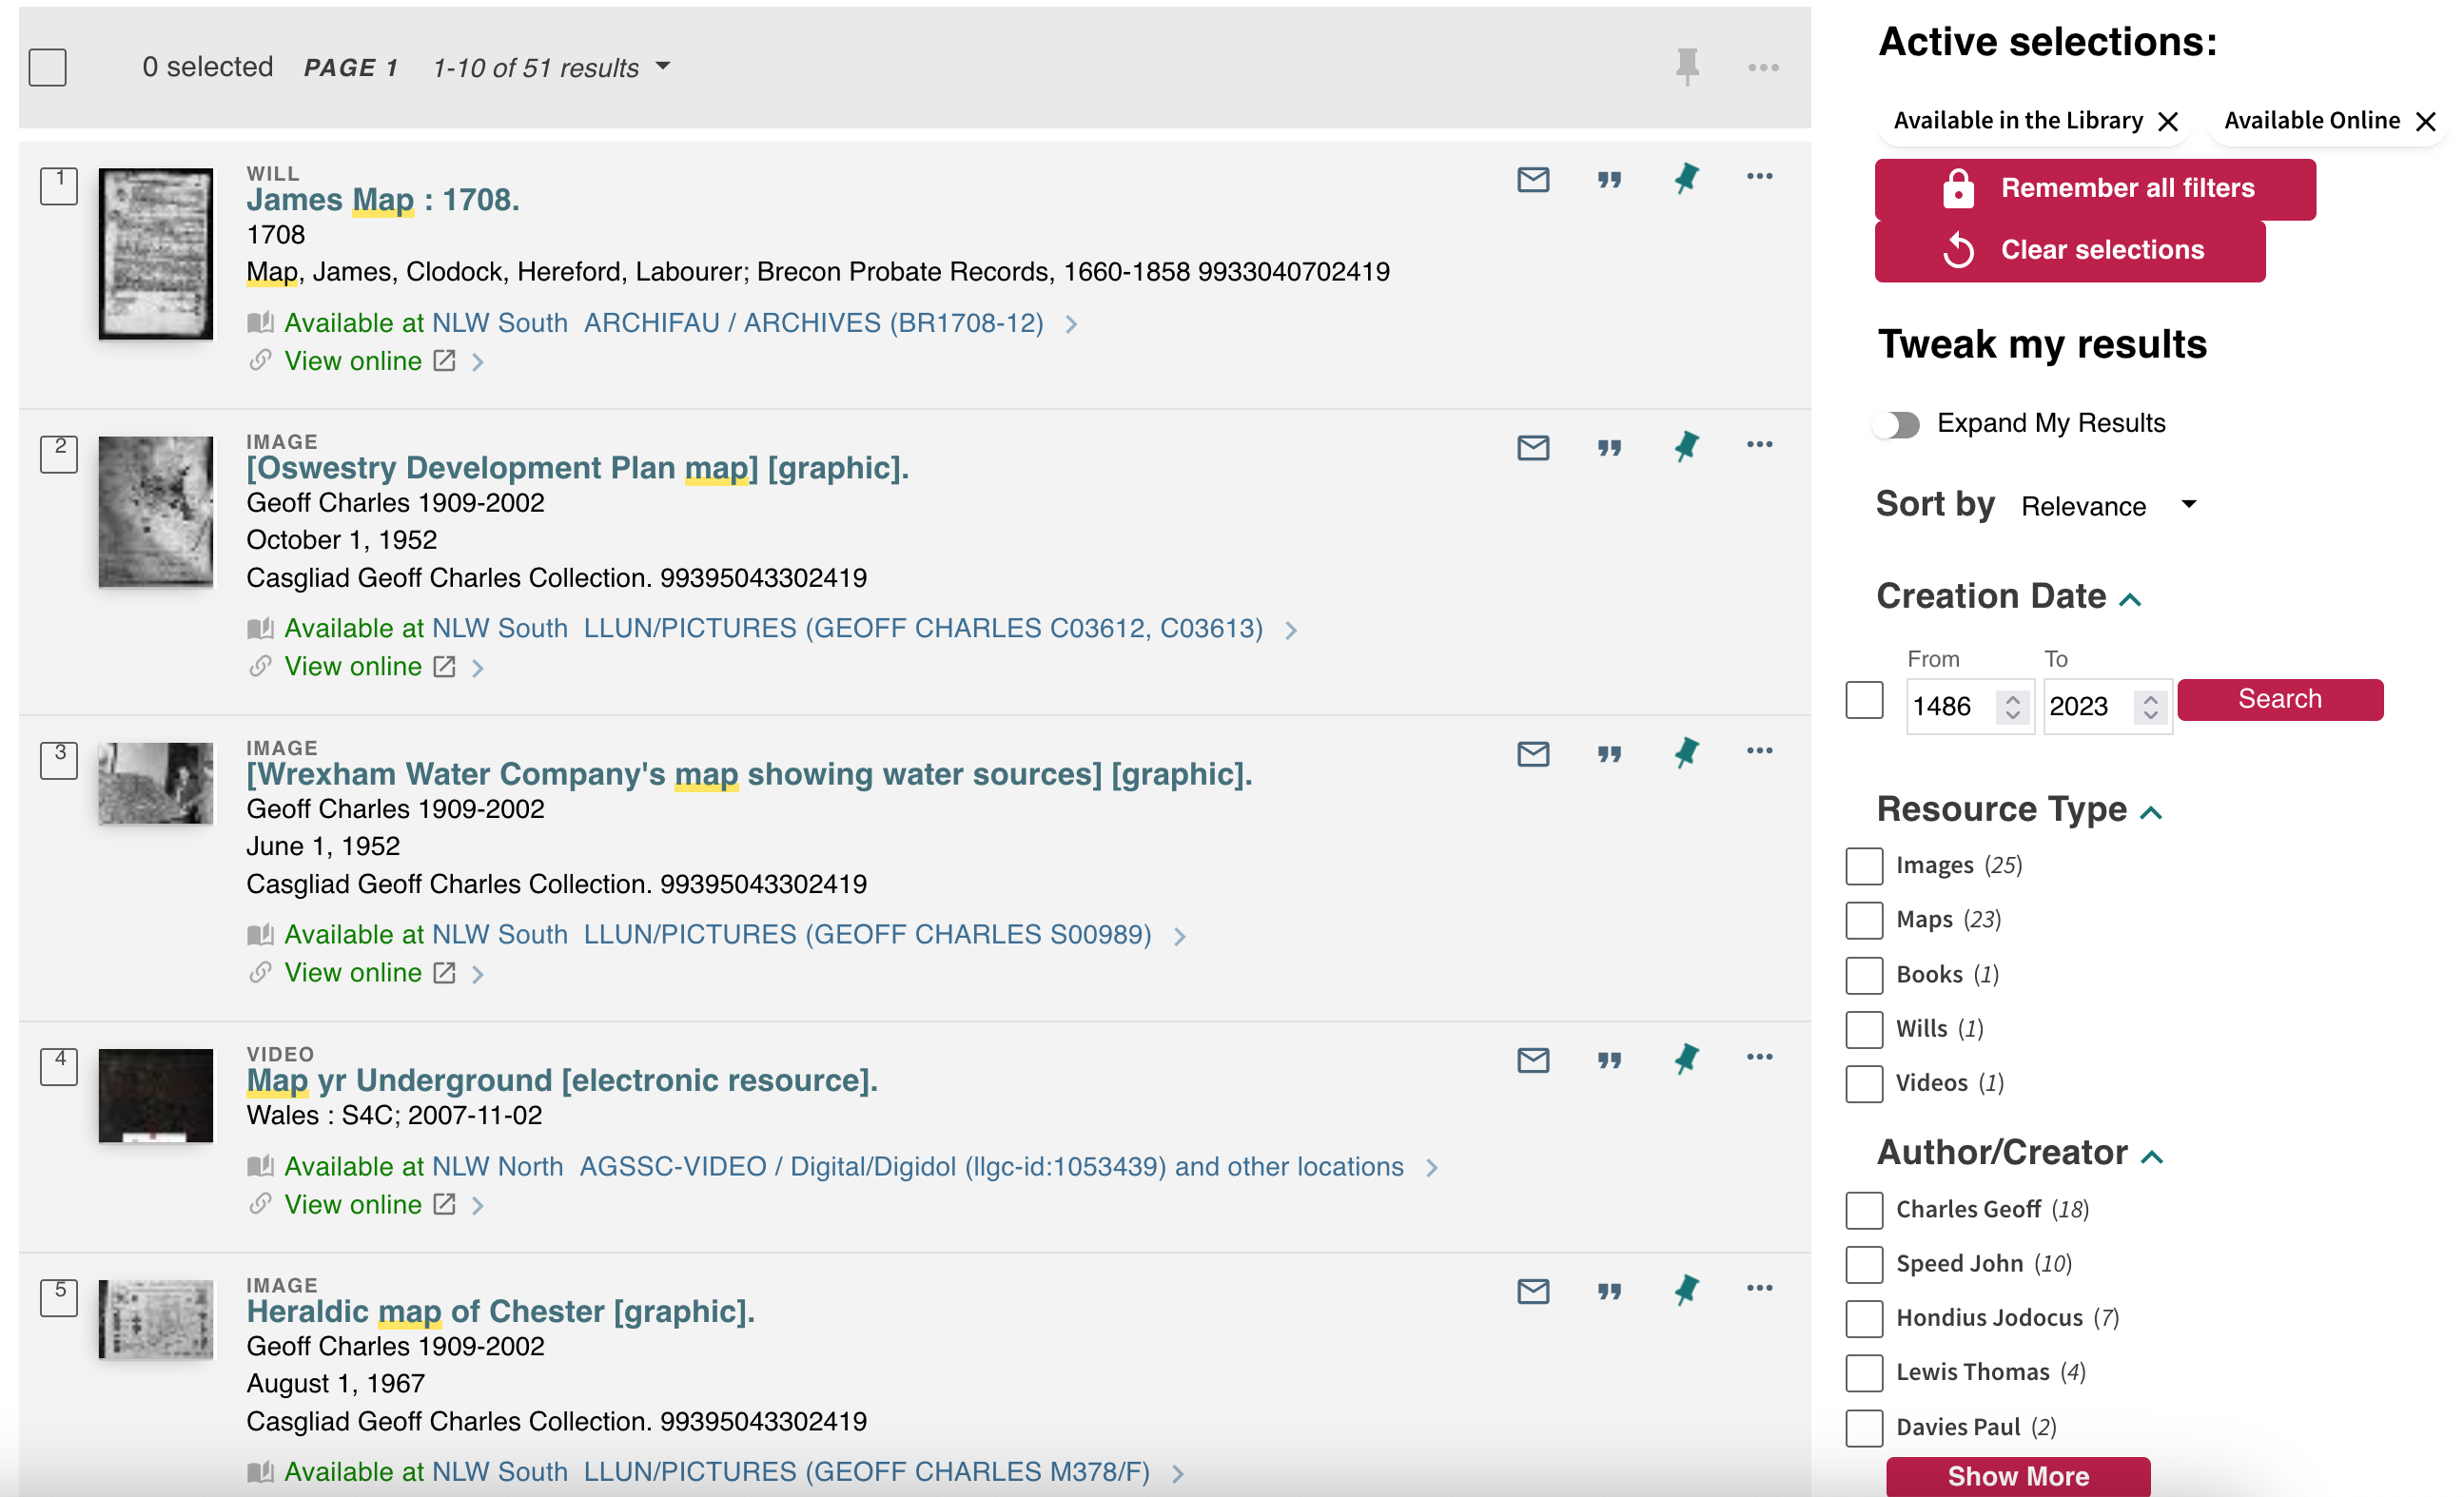 0 selected PAGE 1 1-10 of 51 results
1
WILL
James Map : 1708.
1708
Map, James, Clodock, Hereford, Labourer; Brecon Probate Records, 1660-1858 9933040702419
Available at NLW South ARCHIFAU / ARCHIVES (BR1708-12)
View online
2
IMAGE
[Oswestry Development Plan map] [graphic].
Geoff Charles 1909-2002
October 1, 1952
Casgliad Geoff Charles Collection. 99395043302419
Available at NLW South LLUN/PICTURES (GEOFF CHARLES C03612, C03613)
View online
3
IMAGE
[Wrexham Water Company's map showing water sources] [graphic].
Geoff Charles 1909-2002
June 1, 1952
Casgliad Geoff Charles Collection. 99395043302419
Available at NLW South LLUN/PICTURES (GEOFF CHARLES S00989)
View online
4
VIDEO
Map yr Underground [electronic resource].
Wales : S4C; 2007-11-02
Available at NLW North AGSSC-VIDEO / Digital/Digidol (llgc-id:1053439) and other locations
View online
5
IMAGE
Heraldic map of Chester [graphic].
Geoff Charles 1909-2002
August 1, 1967
Casgliad Geoff Charles Collection. 99395043302419
Available at NLW South LLUN/PICTURES (GEOFF CHARLES M378/F)
Active selections:
Available in the Library Available Online
Remember all filters
Clear selections
Tweak my results
Expand My Results
Sort by Relevance
Creation Date
From To
1486 2023 Search
Resource Type
Images (25)
Maps (23)
Books (1)
Wills (1)
Videos (1)
Author/Creator
Charles Geoff (18)
Speed John (10)
Hondius Jodocus (7)
Lewis Thomas (4)
Davies Paul (2)
Show More